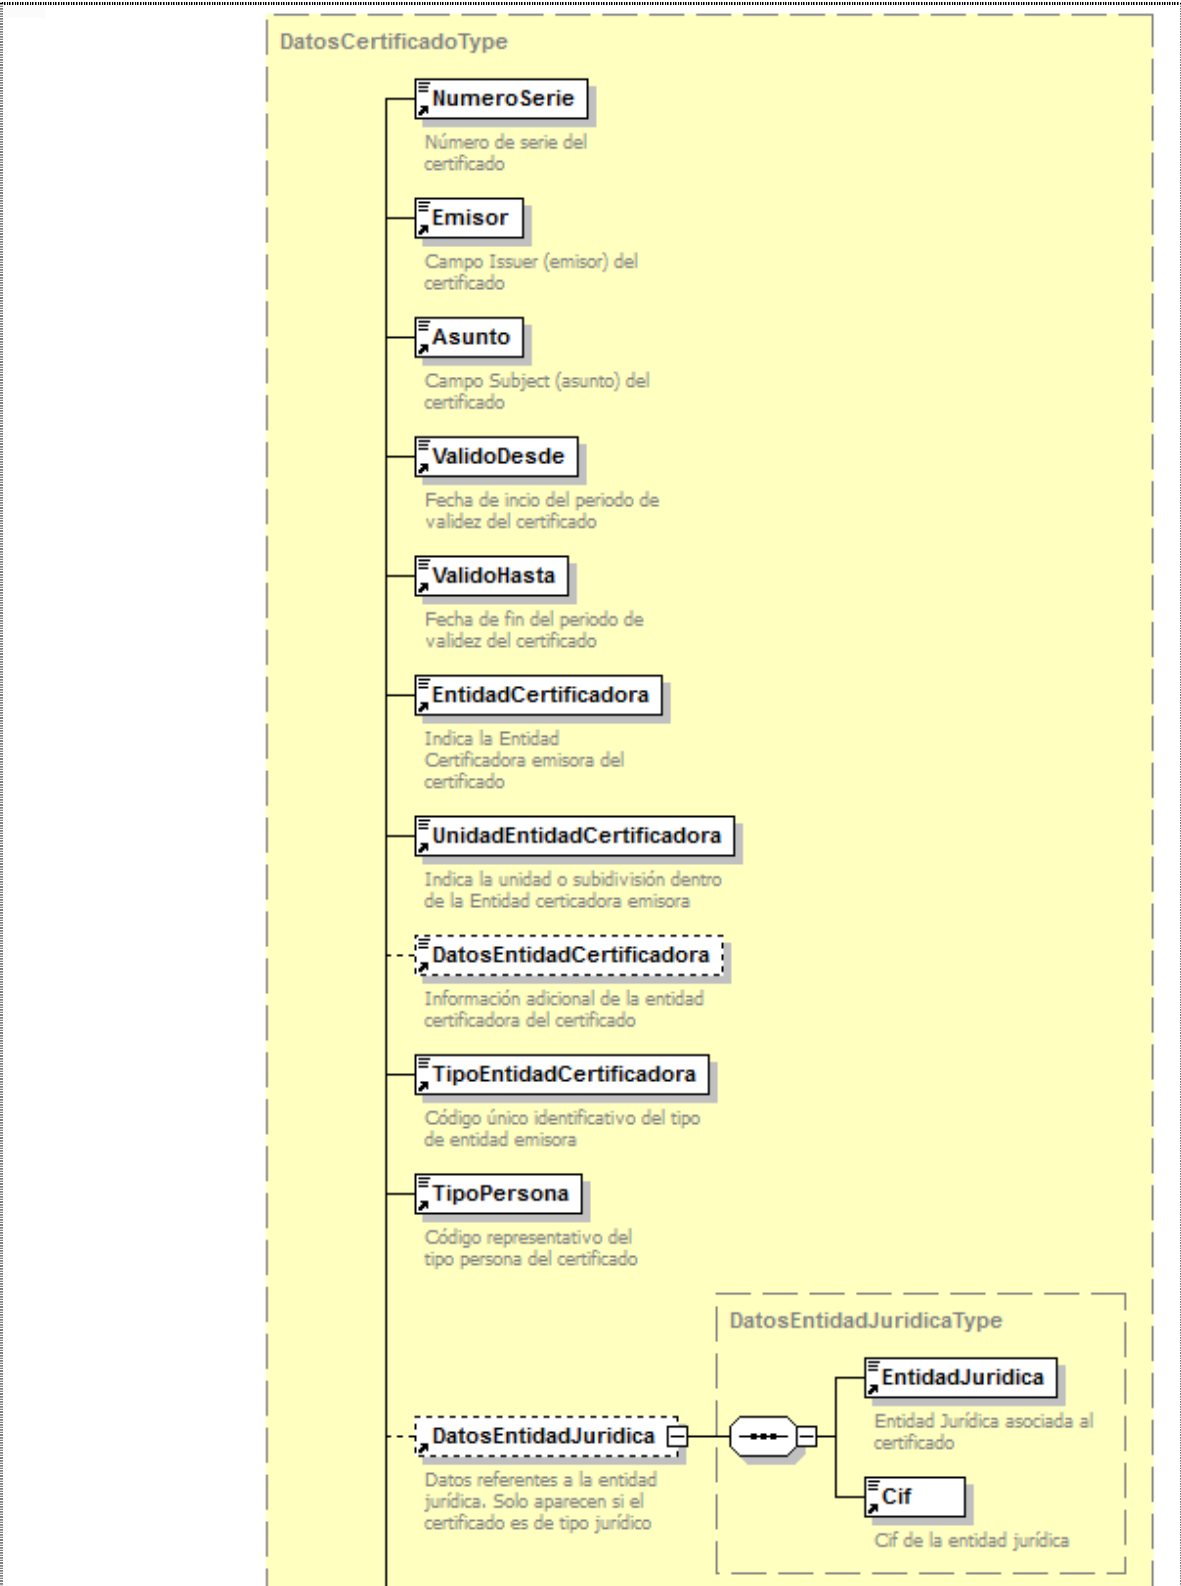 DatosCertificadoType
NumeroSerie
Número de serie del
certificado
Emisor
Campo Issuer (emisor) del
certificado
Asunto
Campo Subject (asunto) del
certificado
ValidoDesde
Fecha de incio del periodo de
validez del certificado
ValidoHasta
Fecha de fin del periodo de
validez del certificado
EntidadCertificadora
Indica la Entidad
Certificadora emisora del
certificado
UnidadEntidadCertificadora
Indica la unidad o subidivisión dentro
de la Entidad certicadora emisora
DatosEntidadCertificadora
Información adicional de la entidad
certificadora del certificado
TipoEntidadCertificadora
Código único identificativo del tipo
de entidad emisora
TipoPersona
Código representativo del
tipo persona del certificado
DatosEntidadJuridicaType
EntidadJuridica
Entidad Jurídica asociada al
certificado
DatosEntidadJuridica
Datos referentes a la entidad
jurídica. Solo aparecen si el
certificado es de tipo jurídico
Cif
Cif de la entidad jurídica